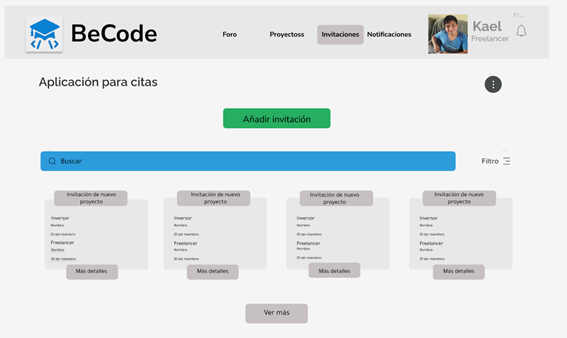 BeCode
Foro Proyectoss Invitaciones Notificaciones
Kael
Freelancer
Fr...
Aplicación para citas
Añadir invitación
Buscar
Filtro
Invitación de nuevo
proyecto
Inversor
Nombre.
ID del miembro.
Freelancer
Nombre.
ID del miembro.
Más detalles
Invitación de nuevo
proyecto
Inversor
Nombre.
ID del miembro.
Freelancer
Nombre.
ID del miembro.
Más detalles
Invitación de nuevo
proyecto
Inversor
Nombre.
ID del miembro.
Freelancer
Nombre.
ID del miembro.
Más detalles
Invitación de nuevo
proyecto
Inversor
Nombre.
ID del miembro.
Freelancer
Nombre.
ID del miembro.
Más detalles
Ver más